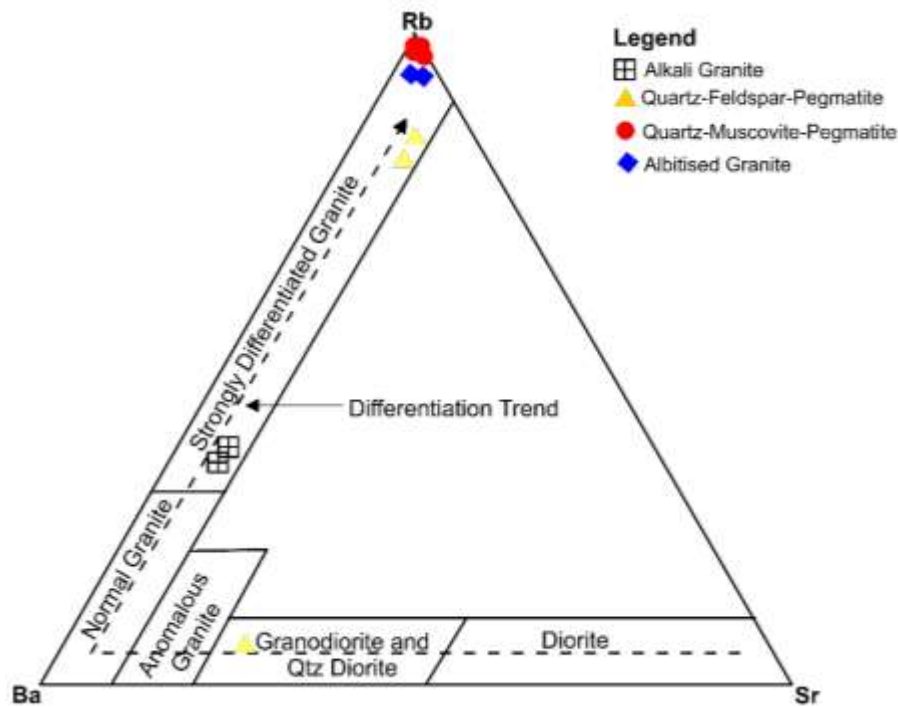 Rb
Legend
Alkali Granite
Quartz-Feldspar-Pegmatite
Quartz-Muscovite-Pegmatite
Albitised Granite
Strongly Differentiated Granite
Differentiation Trend
Normal Granite
Anomalous
Granite
Granodiorite and
Qtz Diorite
Diorite
Ba
Sr